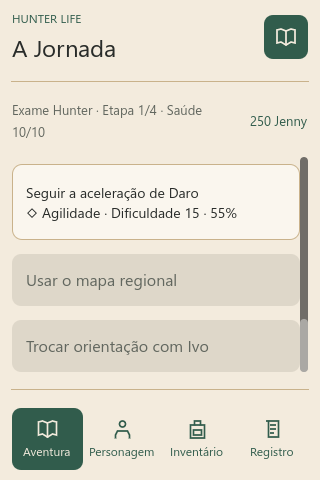 HUNTER LIFE
A Jornada
Exame Hunter · Etapa 1/4 · Saúde
10/10
250 Jenny
Seguir a aceleração de Daro
◇ Agilidade · Dificuldade 15 · 55%
Usar o mapa regional
Trocar orientação com Ivo
Aventura
Personagem
Inventário
Registro